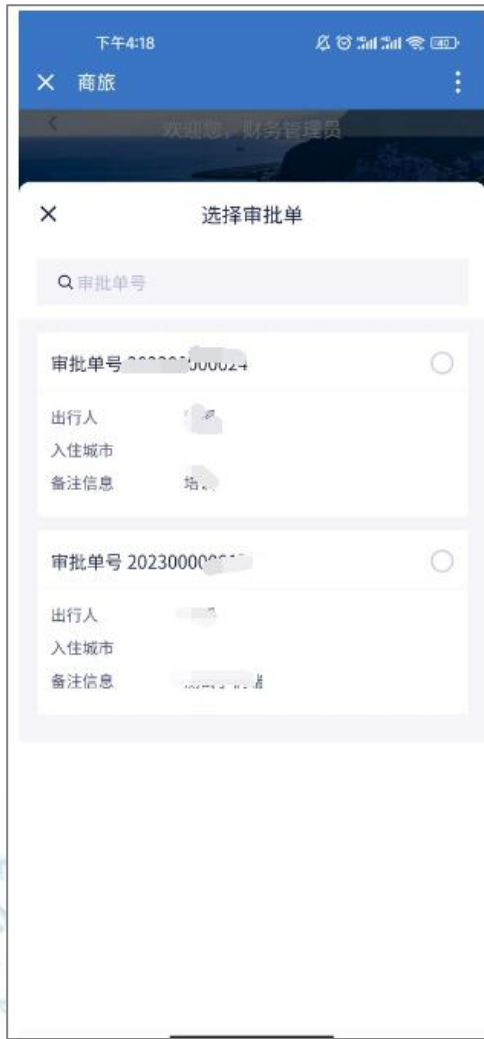 下午4:18
40
商旅
欢迎您，财务管理员
选择审批单
审批单号
审批单号
出行人
入住城市
备注信息
审批单号
出行人
入住城市
备注信息